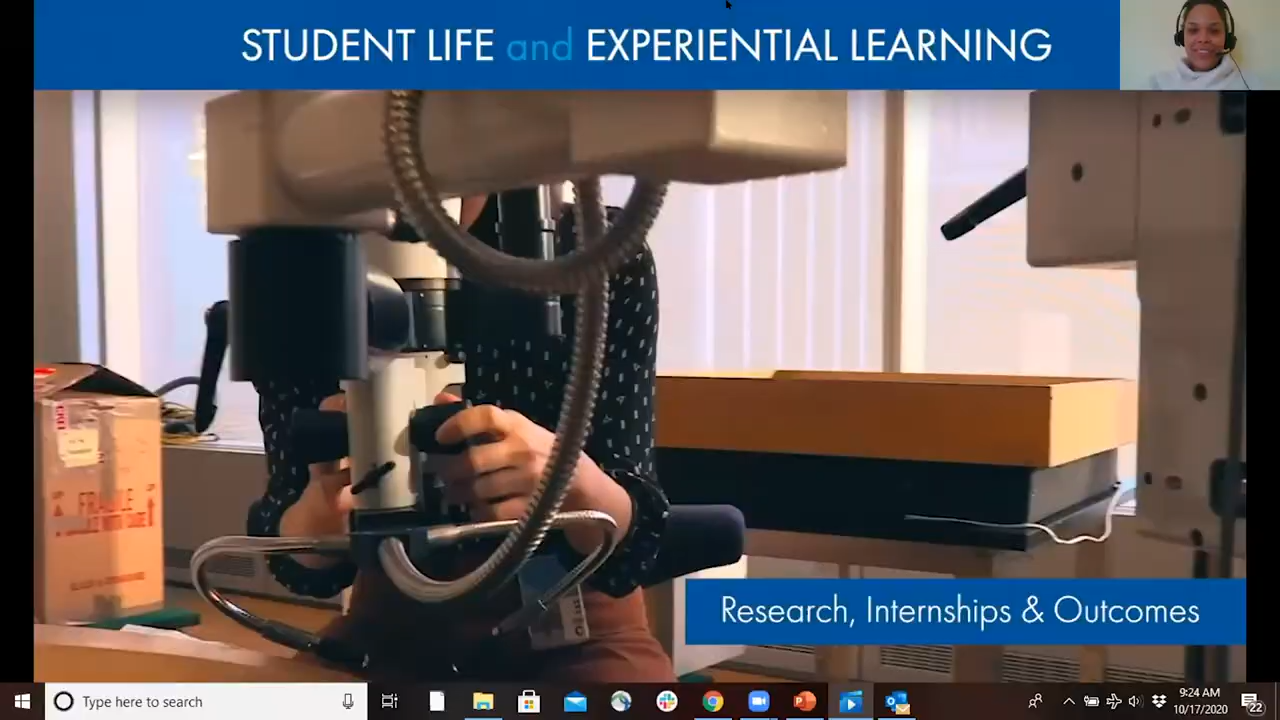 STUDENT LIFE and EXPERIENTIAL LEARNING
FRAGILE
Research, Internships & Outcomes
Type here to search
9:24 AM
10/17/2020
22